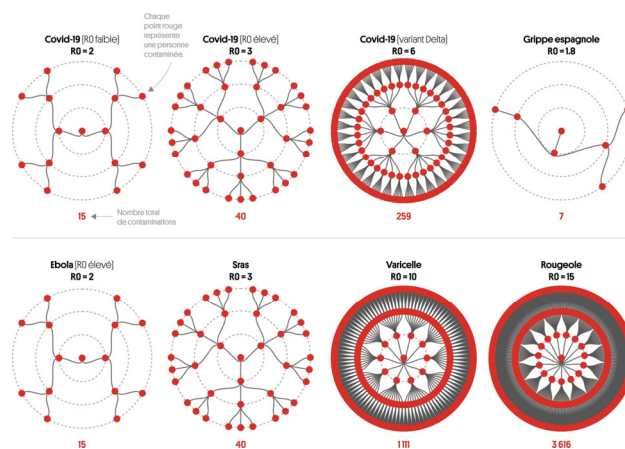 Covid-19 (R0 faible)
R0 = 2
Chaque
point rouge
représente
une personne
contaminée.
Covid-19 (R0 élevé)
R0 = 3
Covid-19 (variant Delta)
R0 = 6
Grippe espagnole
R0 = 1.8
15
Nombre total
de contaminations
40
259
7
Ebola (R0 élevé)
R0 = 2
Sras
R0 = 3
Varicelle
R0 = 10
Rougeole
R0 = 15
15
40
1 111
3 616